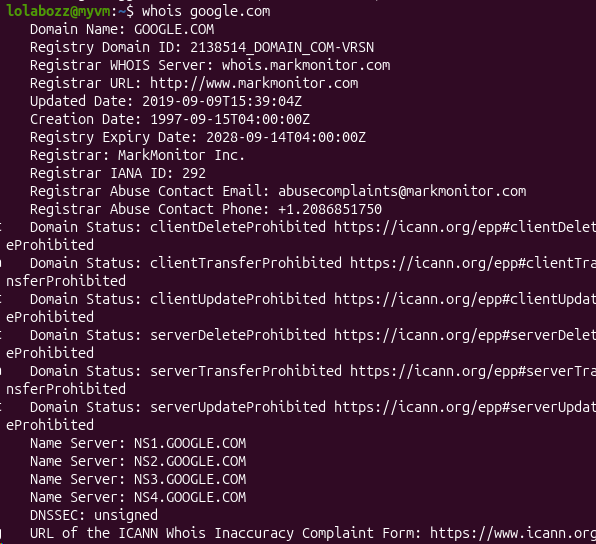 lolabozz@myvm:~$ whois google.com
Domain Name: GOOGLE.COM
Registry Domain ID: 2138514_DOMAIN_COM-VRSN
Registrar WHOIS Server: whois.markmonitor.com
Registrar URL: http://www.markmonitor.com
Updated Date: 2019-09-09T15:39:04Z
Creation Date: 1997-09-15T04:00:00Z
Registry Expiry Date: 2028-09-14T04:00:00Z
Registrar: MarkMonitor Inc.
Registrar IANA ID: 292
Registrar Abuse Contact Email: abusecomplaints@markmonitor.com
Registrar Abuse Contact Phone: +1.2086851750
Domain Status: clientDeleteProhibited https://icann.org/epp#clientDelet
eProhibited
Domain Status: clientTransferProhibited https://icann.org/epp#clientTra
nsferProhibited
Domain Status: clientUpdateProhibited https://icann.org/epp#clientUpdat
eProhibited
Domain Status: serverDeleteProhibited https://icann.org/epp#serverDelet
eProhibited
Domain Status: serverTransferProhibited https://icann.org/epp#serverTra
nsferProhibited
Domain Status: serverUpdateProhibited https://icann.org/epp#serverUpdat
eProhibited
Name Server: NS1.GOOGLE.COM
Name Server: NS2.GOOGLE.COM
Name Server: NS3.GOOGLE.COM
Name Server: NS4.GOOGLE.COM
DNSSEC: unsigned
URL of the ICANN Whois Inaccuracy Complaint Form: https://www.icann.org